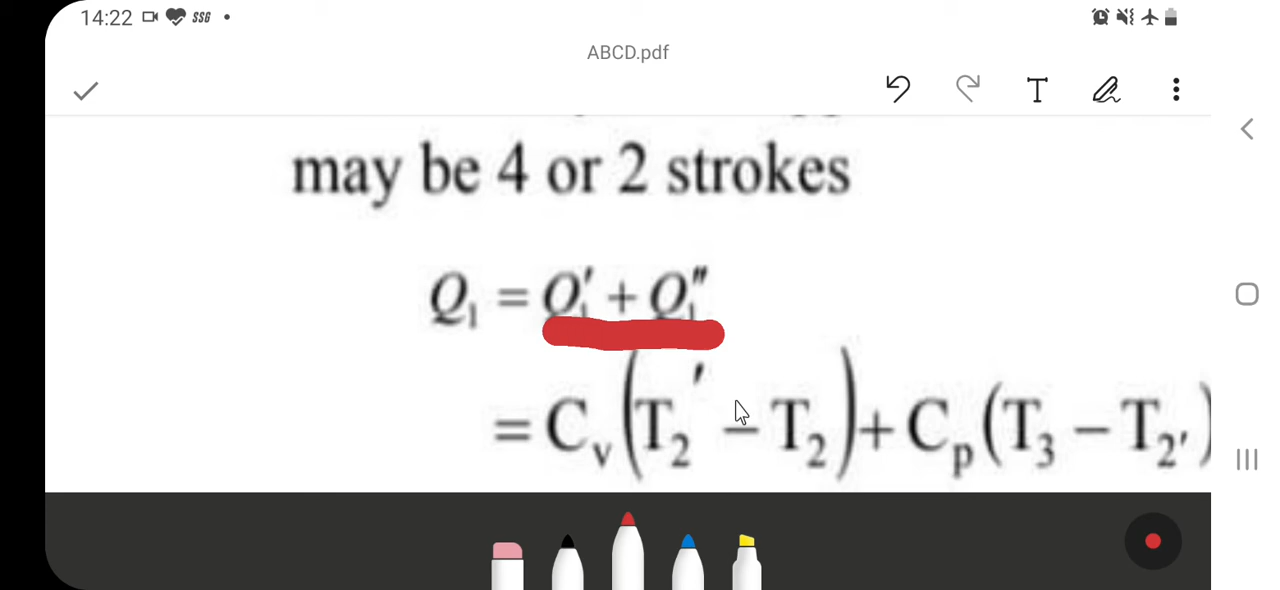 14:22 SSG
ABCD.pdf
T
may be 4 or 2 strokes
Q₁ = Q₁′ + Q₁″
= Cᵥ(T₂′ − T₂) + Cₚ(T₃ − T₂′)